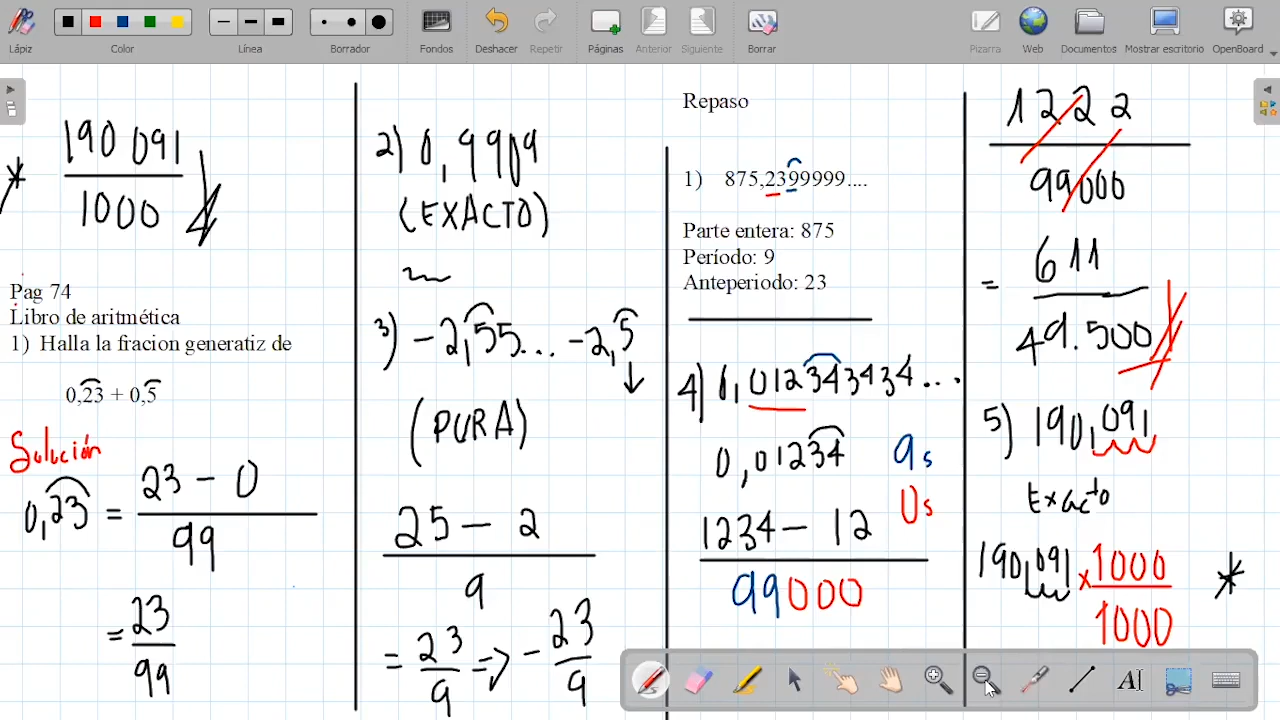 Lápiz Color Línea Borrador Fondos Deshacer Repetir Páginas Anterior Siguiente Borrar Pizarra Web Documentos Mostrar escritorio OpenBoard
* 190 091
1000
Pag 74
Libro de aritmética
1) Halla la fracion generatiz de
0,23 + 0,5
Solución
0,23 = 23 - 0
99
= 23
99
2) 0,9909
(EXACTO)
3) -2,55... -2,5
(PURA)
25 - 2
9
= 23 => - 23
9 9
Repaso
1) 875,2399999....
Parte entera: 875
Período: 9
Anteperiodo: 23
4) 0,012343434...
0,01234 9s
0s
1234 - 12
99000
1222
99000
= 611
49.500
5) 190,091
Exacto
190,091 x 1000 *
1000
AI